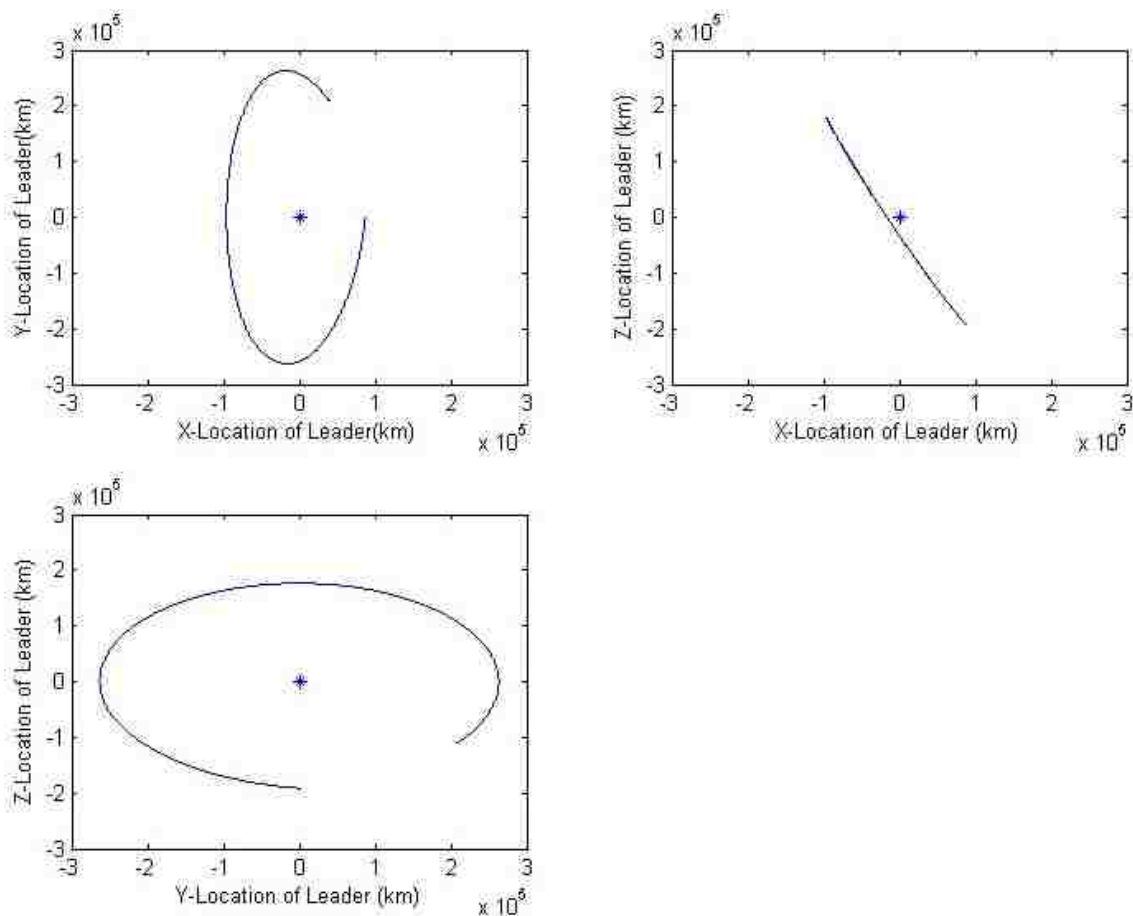 x 10^5
3
2
1
0
-1
-2
-3
Y-Location of Leader(km)
-3 -2 -1 0 1 2 3
X-Location of Leader(km)
x 10^5
x 10^5
3
2
1
0
-1
-2
-3
Z-Location of Leader (km)
-3 -2 -1 0 1 2 3
X-Location of Leader (km)
x 10^5
x 10^5
3
2
1
0
-1
-2
-3
Z-Location of Leader (km)
-3 -2 -1 0 1 2 3
Y-Location of Leader (km)
x 10^5